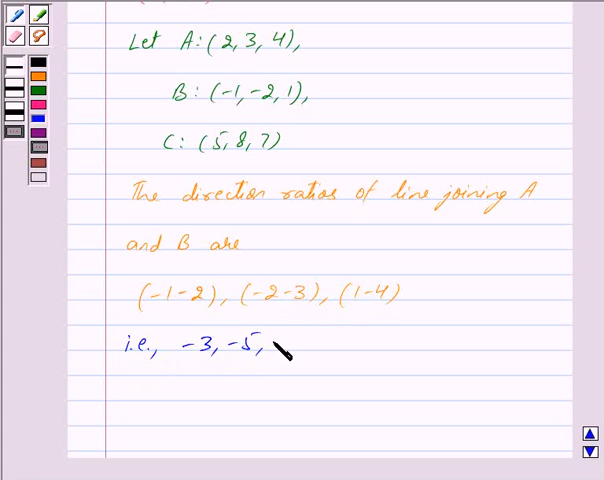 Let A:(2,3,4),
B: (-1,-2,1),
C: (5,8,7)
The direction ratios of line joining A
and B are
(-1-2), (-2-3), (1-4)
i.e., -3, -5,